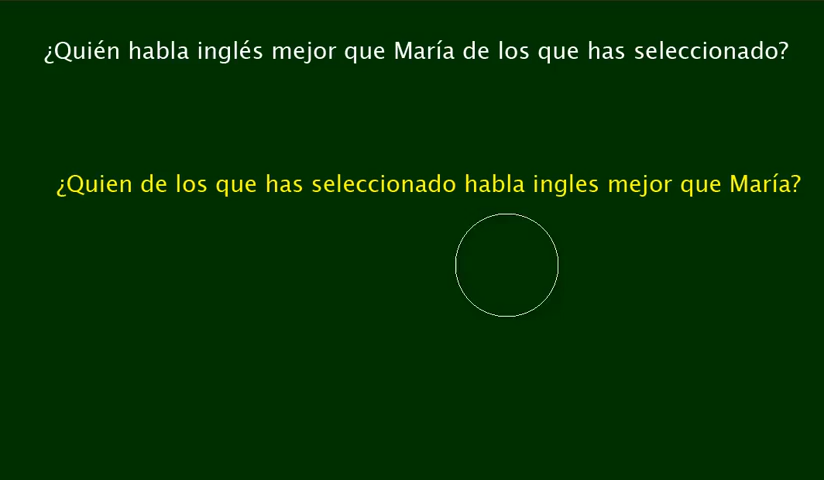 ¿Quién habla inglés mejor que María de los que has seleccionado?
¿Quien de los que has seleccionado habla ingles mejor que María?